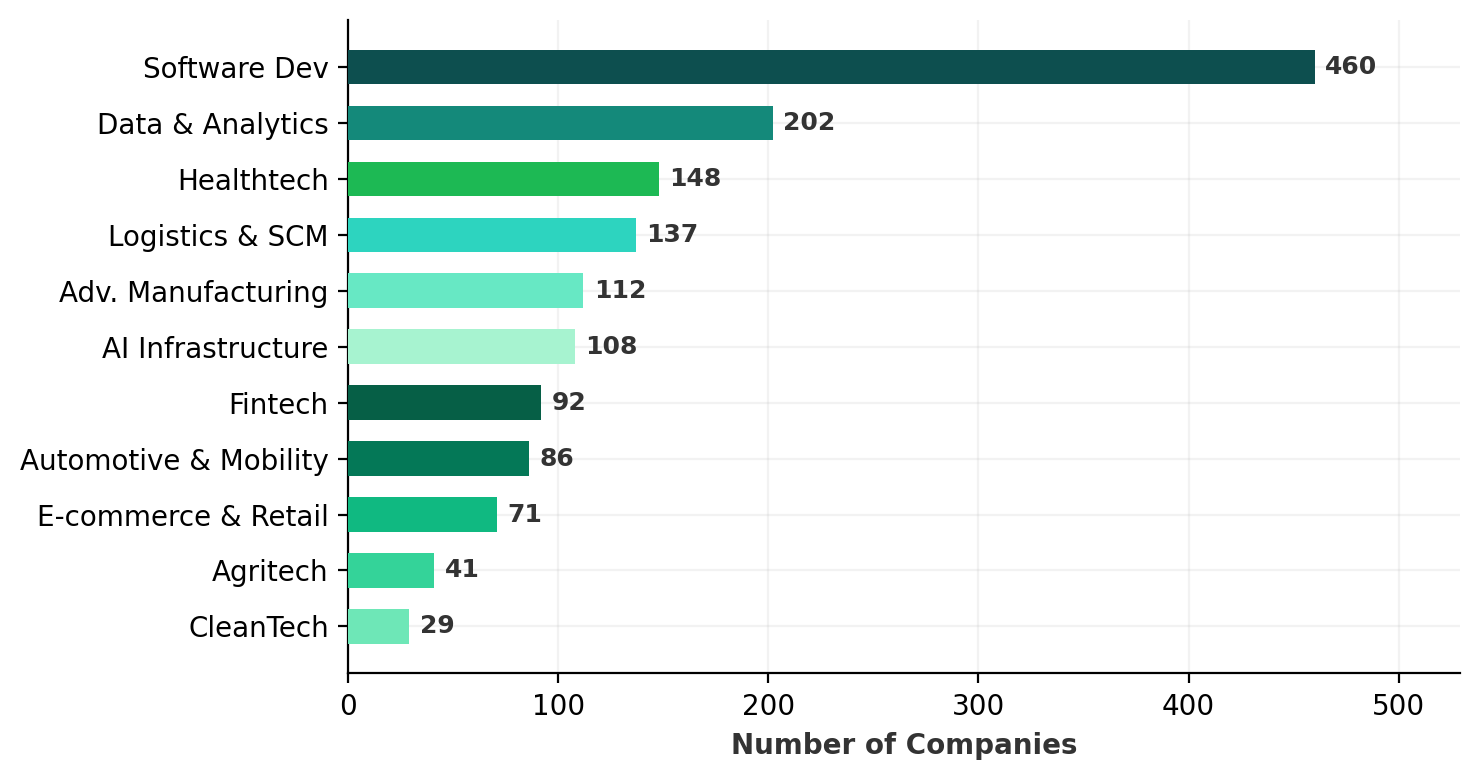 Software Dev 460
Data & Analytics 202
Healthtech 148
Logistics & SCM 137
Adv. Manufacturing 112
AI Infrastructure 108
Fintech 92
Automotive & Mobility 86
E-commerce & Retail 71
Agritech 41
CleanTech 29
0 100 200 300 400 500
Number of Companies